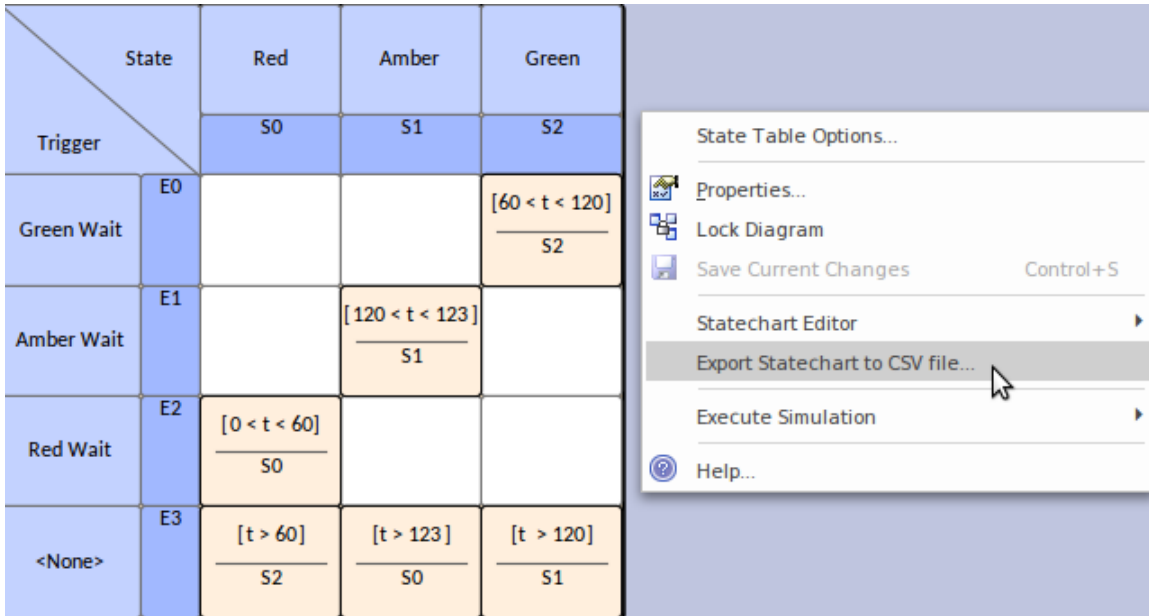 State Red Amber Green
Trigger S0 S1 S2
Green Wait E0 [60 < t < 120]
S2
Amber Wait E1 [120 < t < 123]
S1
Red Wait E2 [0 < t < 60]
S0
<None> E3 [t > 60] [t > 123] [t > 120]
S2 S0 S1
State Table Options...
Properties...
Lock Diagram
Save Current Changes Control+S
Statechart Editor
Export Statechart to CSV file...
Execute Simulation
Help...